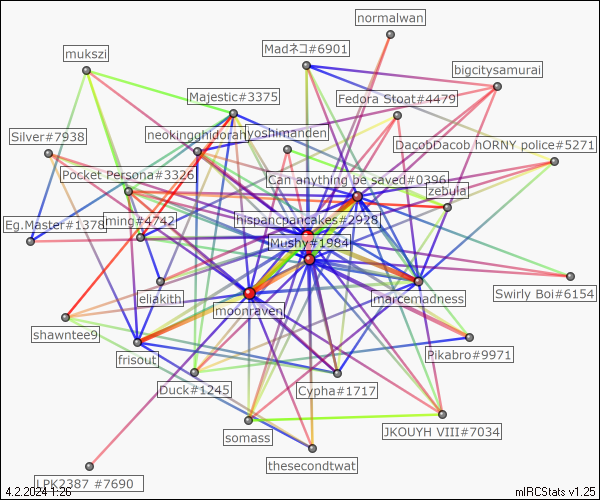 normalwan
mukszi
Madネコ#6901
bigcitysamurai
Majestic#3375
Fedora Stoat#4479
Silver#7938
neokingghidorah
yoshimanden
DacobDacob hORNY police#5271
Pocket Persona#3326
Can anything be saved#0396
zebula
Eg.Master#1378
iming#4742
hispancpancakes#2928
Mushy#1984
eliakith
moonraven
marcemadness
Swirly Boi#6154
shawntee9
frisout
Pikabro#9971
Duck#1245
Cypha#1717
somass
JKOUYH VIII#7034
thesecondtwat
LPK2387 #7690
4.2.2024 1:26
mIRCStats v1.25